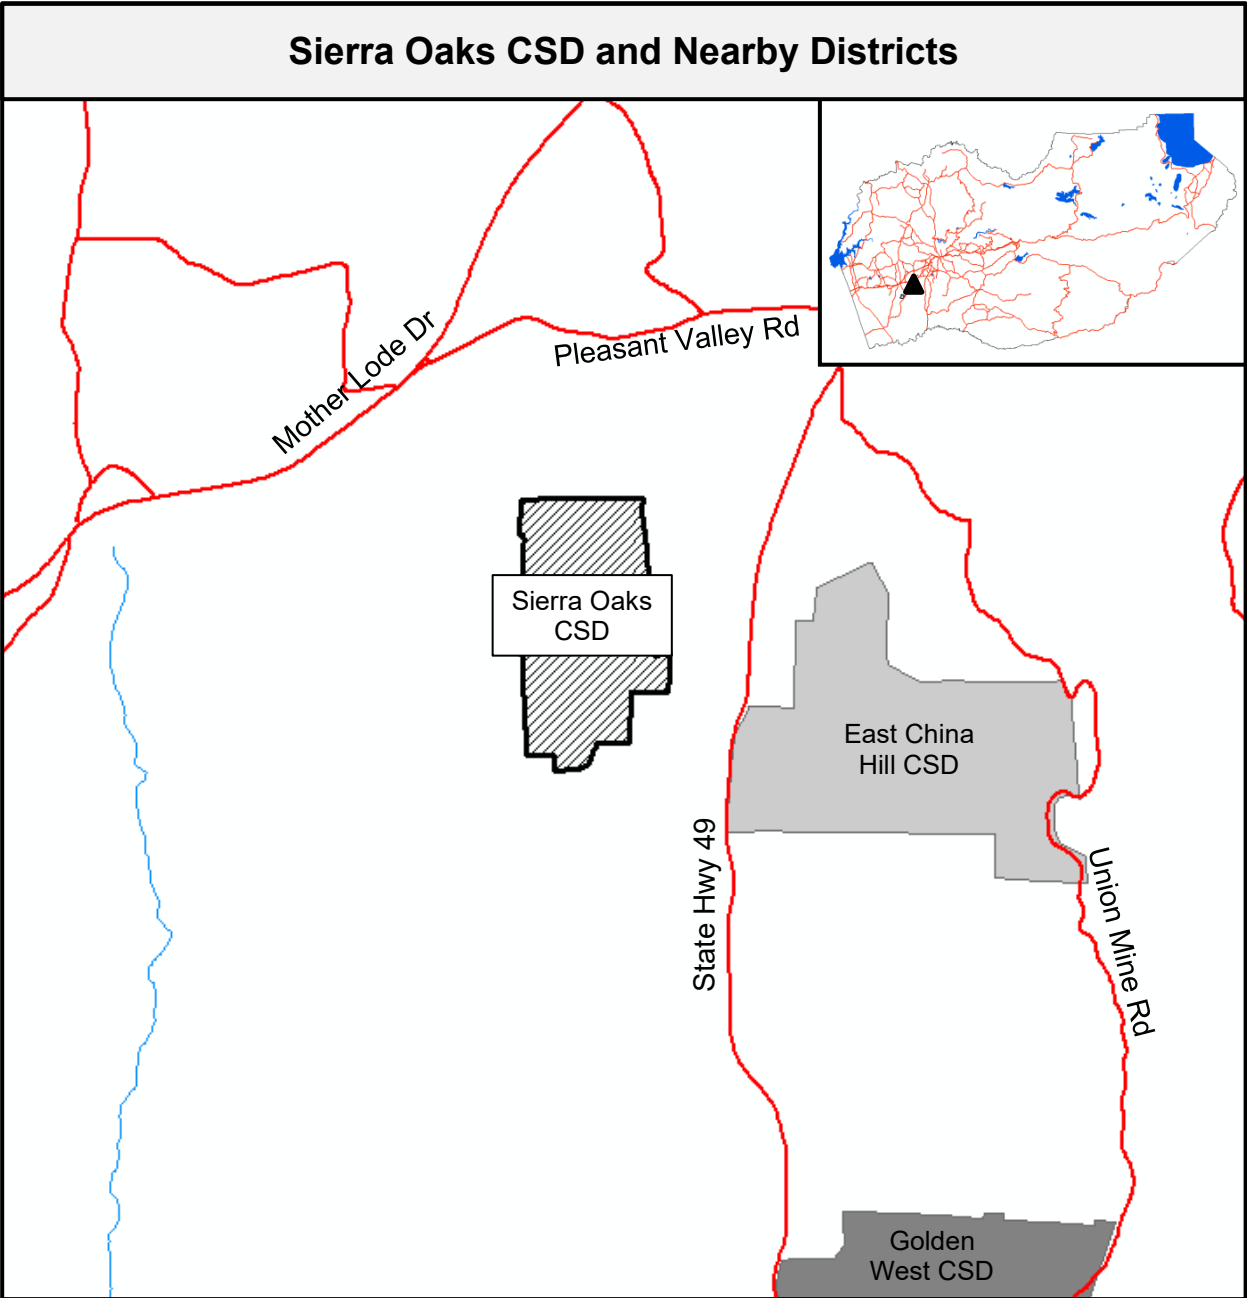 Sierra Oaks CSD and Nearby Districts
Mother Lode Dr
Pleasant Valley Rd
Sierra Oaks
CSD
East China
Hill CSD
State Hwy 49
Union Mine Rd
Golden
West CSD